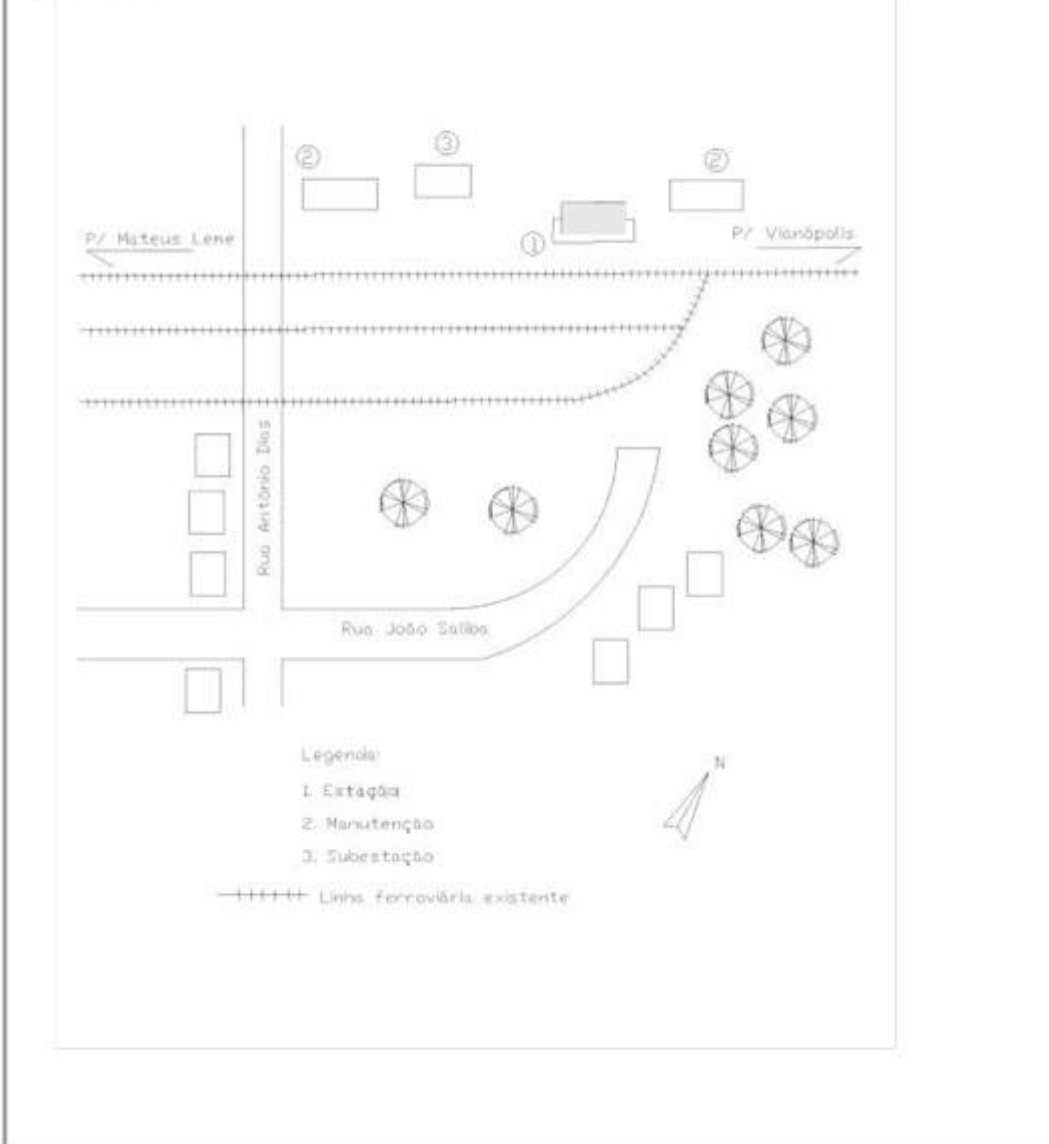 3
2
2
P/ Mateus Leme
1
P/ Vianópolis
Rua Antônio Dias
Rua João Saliba
N
Legenda:
1. Estação
2. Manutenção
3. Subestação
Linha ferroviária existente